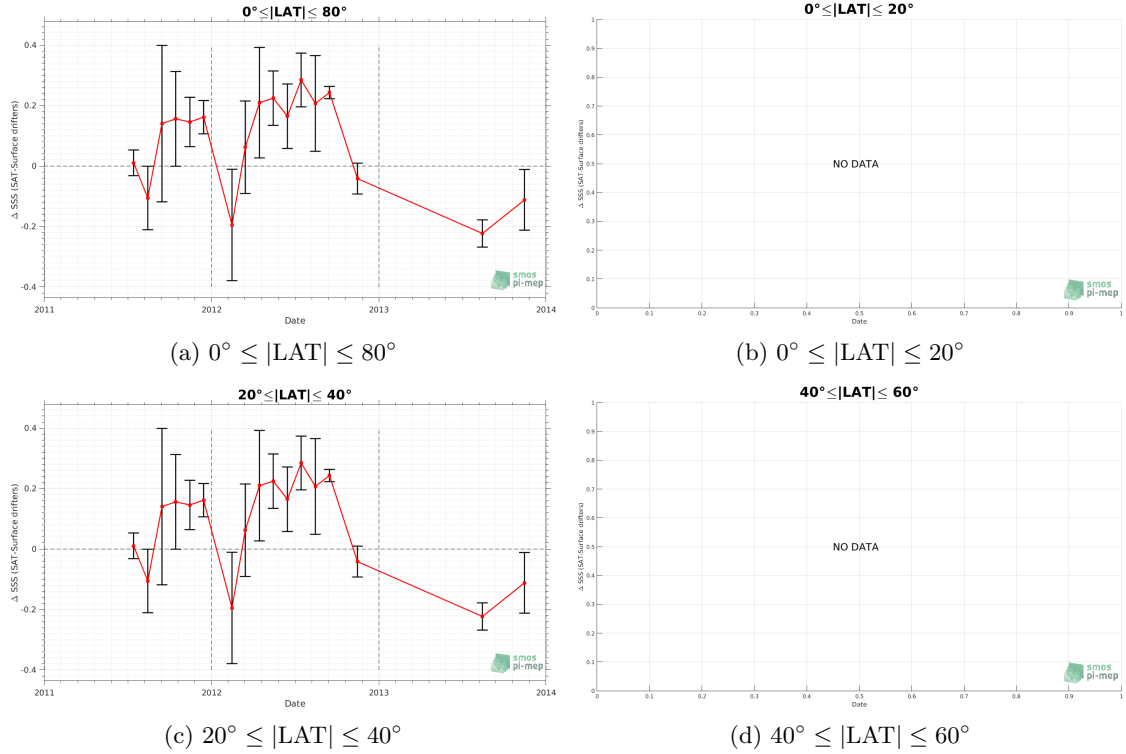 0°≤|LAT|≤ 80°
0.4
0.2
0
-0.2
-0.4
Δ SSS (SAT-Surface drifters)
2011
2012
2013
2014
Date
smos
pi-mep
(a) 0° ≤ |LAT| ≤ 80°
0°≤|LAT|≤ 20°
1
0.9
0.8
0.7
0.6
0.5
0.4
0.3
0.2
0.1
0
Δ SSS (SAT-Surface drifters)
NO DATA
0 0.1 0.2 0.3 0.4 0.5 0.6 0.7 0.8 0.9 1
Date
smos
pi-mep
(b) 0° ≤ |LAT| ≤ 20°
20°≤|LAT|≤ 40°
0.4
0.2
0
-0.2
-0.4
Δ SSS (SAT-Surface drifters)
2011
2012
2013
2014
Date
smos
pi-mep
(c) 20° ≤ |LAT| ≤ 40°
40°≤|LAT|≤ 60°
1
0.9
0.8
0.7
0.6
0.5
0.4
0.3
0.2
0.1
0
Δ SSS (SAT-Surface drifters)
NO DATA
0 0.1 0.2 0.3 0.4 0.5 0.6 0.7 0.8 0.9 1
Date
smos
pi-mep
(d) 40° ≤ |LAT| ≤ 60°